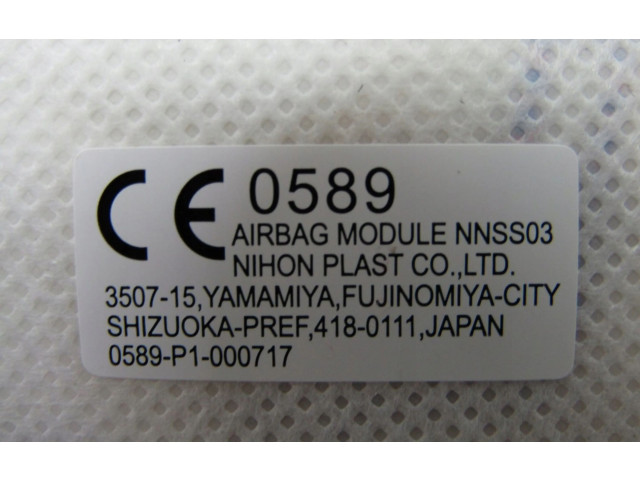 CE 0589
AIRBAG MODULE NNSS03
NIHON PLAST CO.,LTD.
3507-15,YAMAMIYA,FUJINOMIYA-CITY
SHIZUOKA-PREF,418-0111,JAPAN
0589-P1-000717